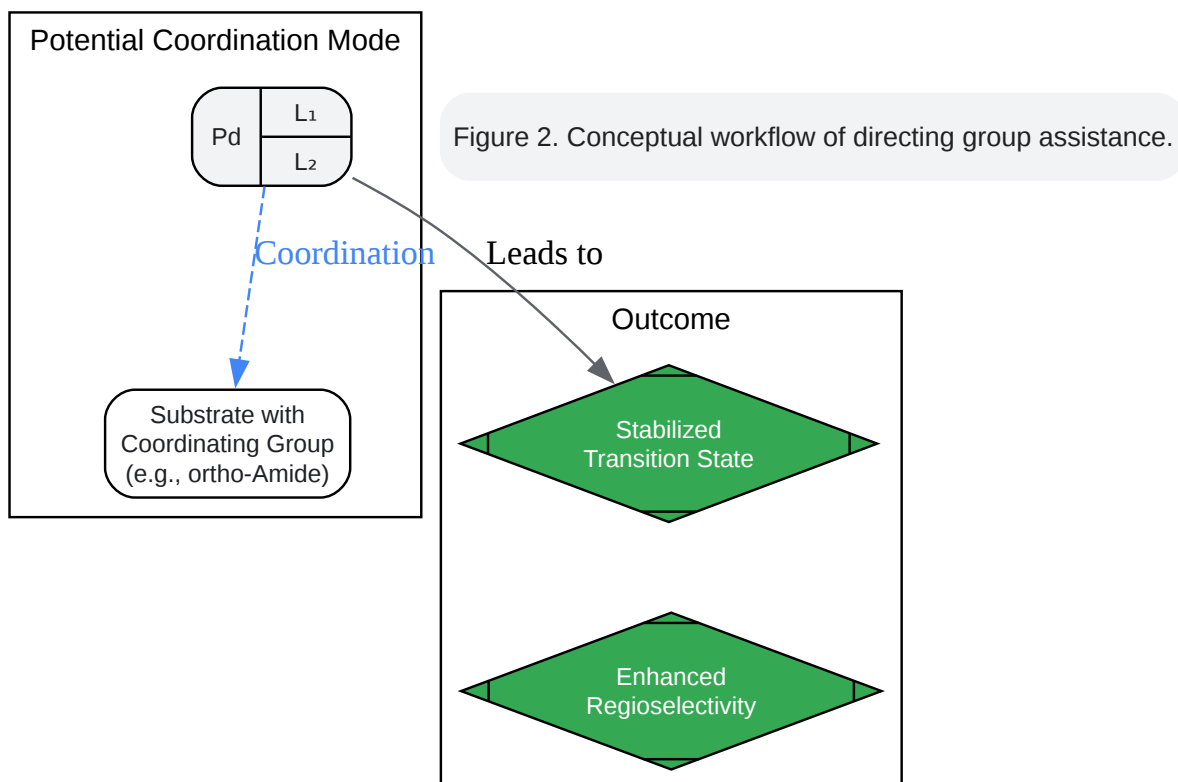 Potential Coordination Mode
Pd
L₁
L₂
Figure 2. Conceptual workflow of directing group assistance.
Coordination
Leads to
Outcome
Substrate with
Coordinating Group
(e.g., ortho-Amide)
Stabilized
Transition State
Enhanced
Regioselectivity